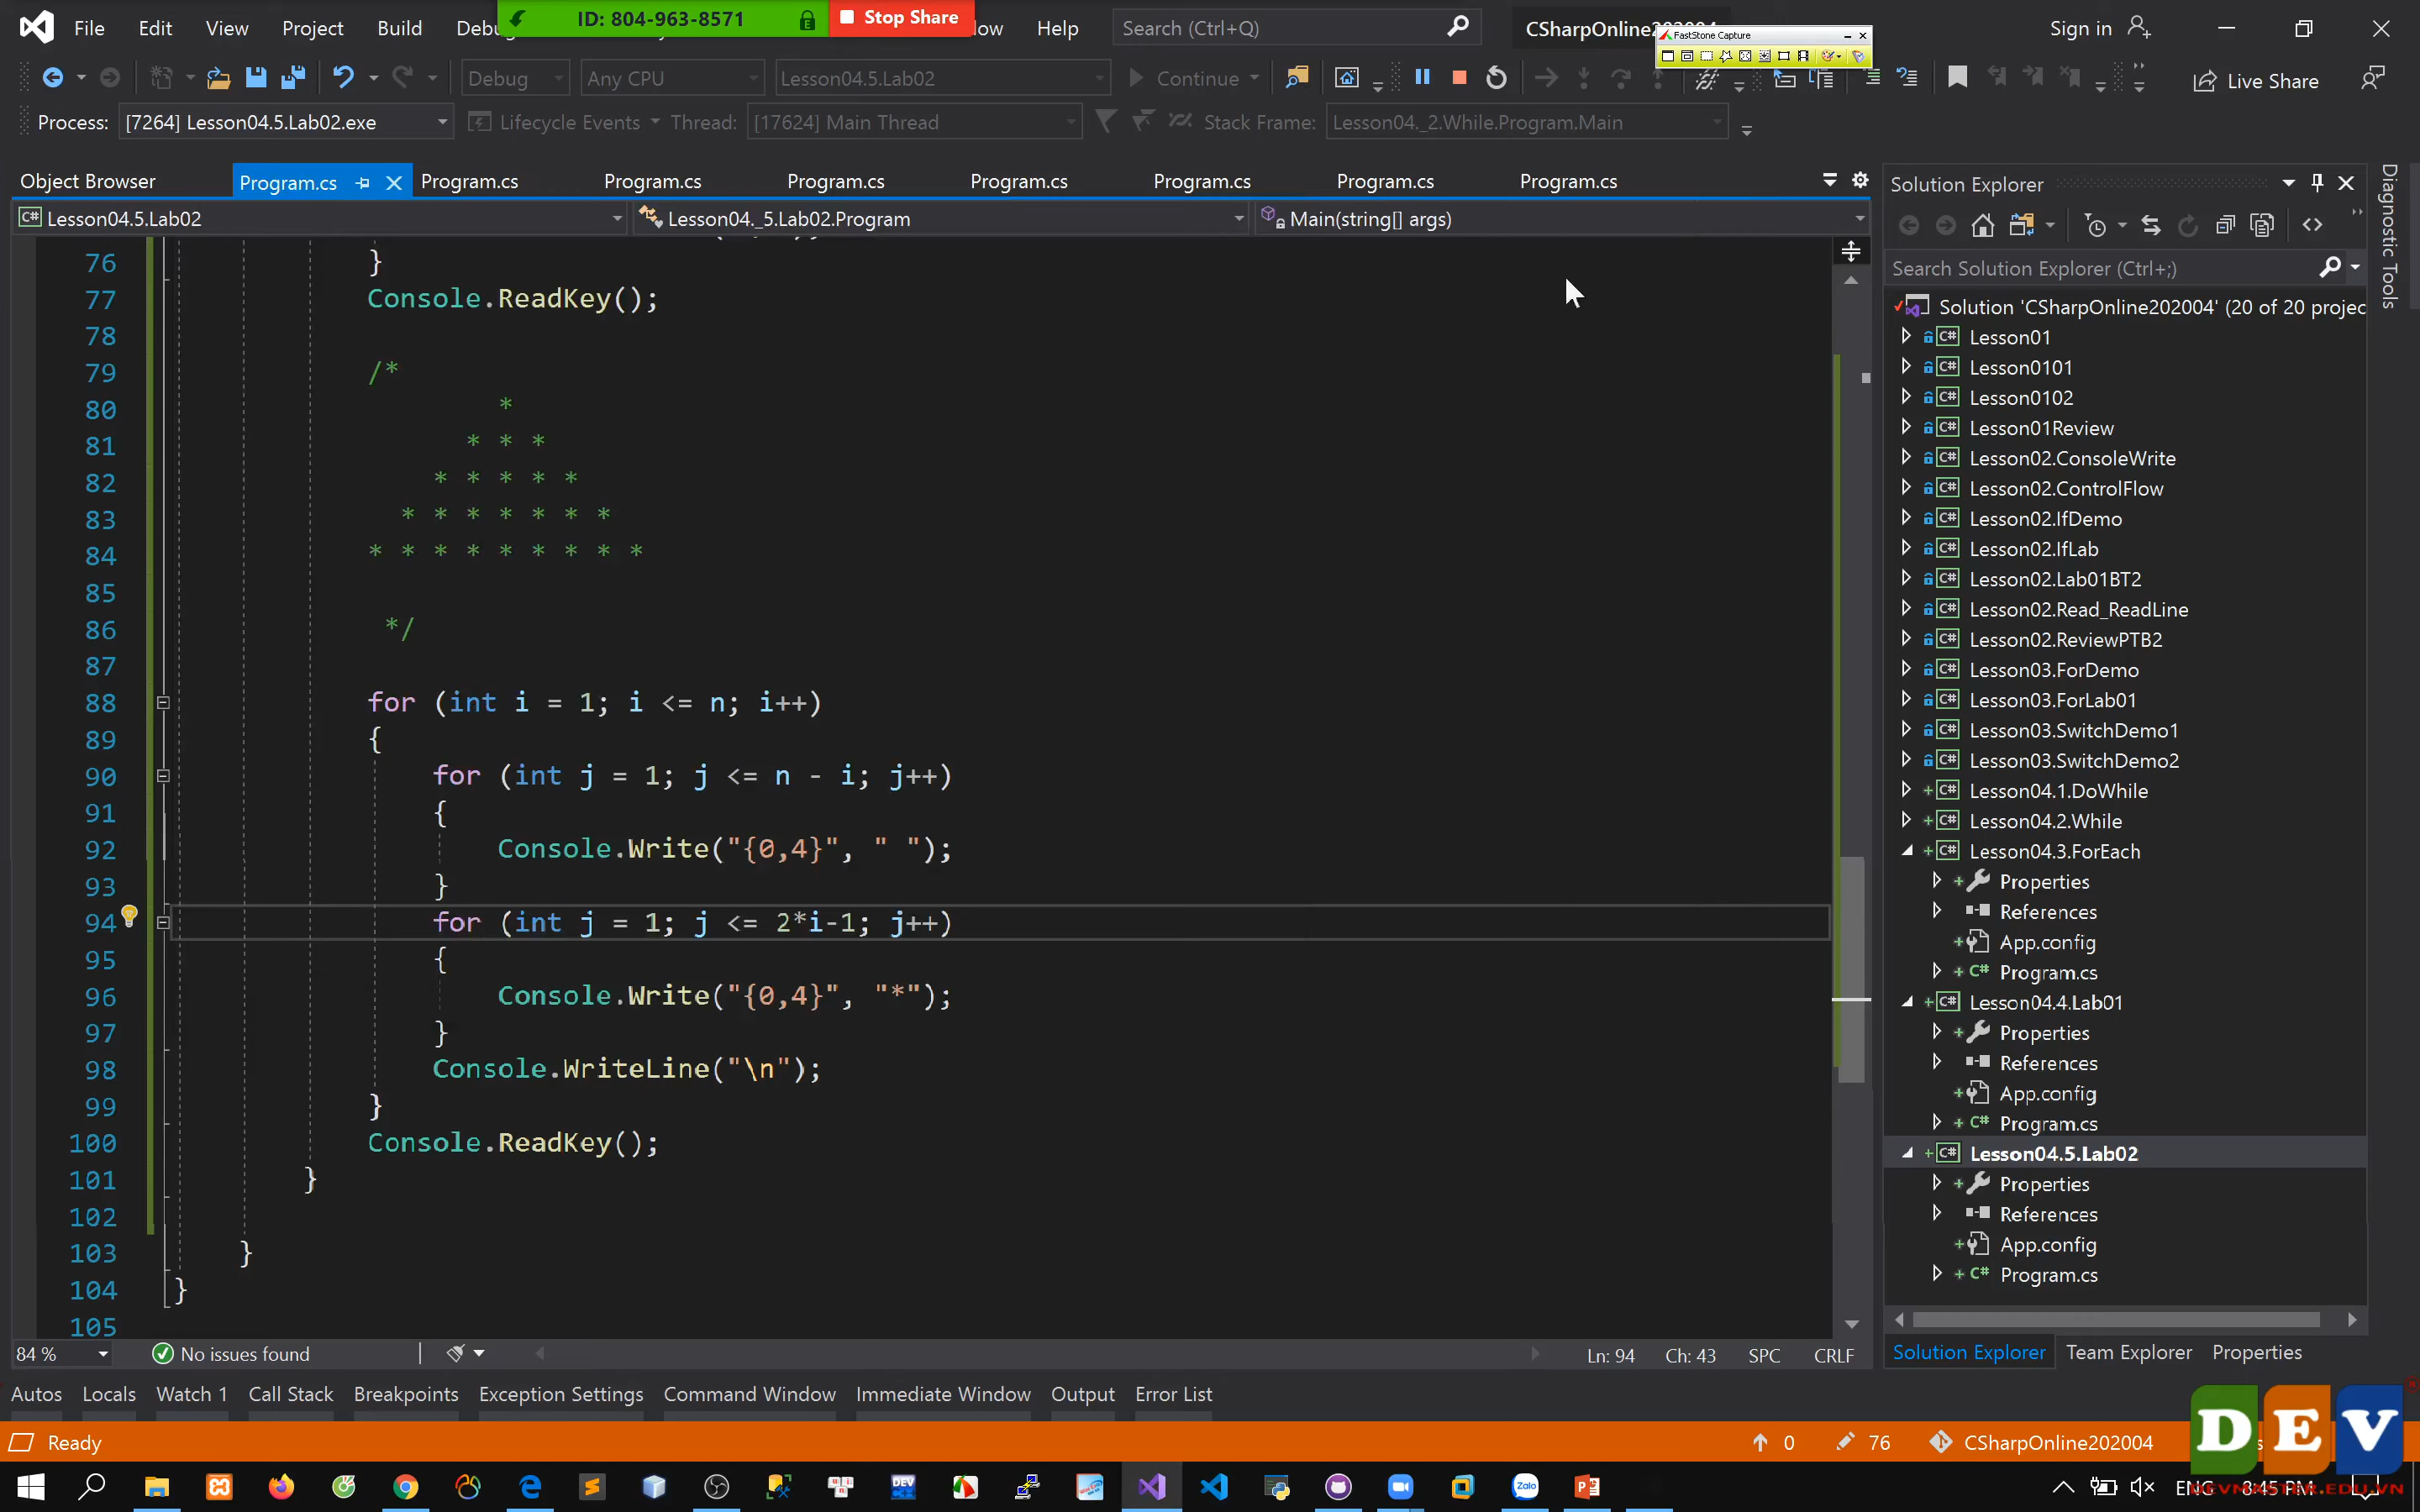 File Edit View Project Build Debug ID: 804-963-8571 Stop Share Help Search (Ctrl+Q) Sign in
FastStone Capture
Debug Any CPU Lesson04.5.Lab02 Continue Live Share
Process: [7264] Lesson04.5.Lab02.exe Lifecycle Events Thread: [17624] Main Thread Stack Frame: Lesson04._2.While.Program.Main
Object Browser Program.cs Program.cs Program.cs Program.cs Program.cs Program.cs Program.cs Program.cs
Lesson04.5.Lab02 Lesson04._5.Lab02.Program Main(string[] args)
76 }
77 Console.ReadKey();
78
79 /*
80 *
81 * * *
82 * * * * *
83 * * * * * * *
84 * * * * * * * * *
85
86 */
87
88 for (int i = 1; i <= n; i++)
89 {
90 for (int j = 1; j <= n - i; j++)
91 {
92 Console.Write("{0,4}", " ");
93 }
94 for (int j = 1; j <= 2*i-1; j++)
95 {
96 Console.Write("{0,4}", "*");
97 }
98 Console.WriteLine("\n");
99 }
100 Console.ReadKey();
101 }
102
103 }
104 }
105
84 % No issues found Ln: 94 Ch: 43 SPC CRLF
Solution Explorer
Search Solution Explorer (Ctrl+;)
Solution 'CSharpOnline202004' (20 of 20 projec
C# Lesson01
C# Lesson0101
C# Lesson0102
C# Lesson01Review
C# Lesson02.ConsoleWrite
C# Lesson02.ControlFlow
C# Lesson02.IfDemo
C# Lesson02.IfLab
C# Lesson02.Lab01BT2
C# Lesson02.Read_ReadLine
C# Lesson02.ReviewPTB2
C# Lesson03.ForDemo
C# Lesson03.ForLab01
C# Lesson03.SwitchDemo1
C# Lesson03.SwitchDemo2
C# Lesson04.1.DoWhile
C# Lesson04.2.While
C# Lesson04.3.ForEach
Properties
References
App.config
C# Program.cs
C# Lesson04.4.Lab01
Properties
References
App.config
C# Program.cs
C# Lesson04.5.Lab02
Properties
References
App.config
C# Program.cs
Solution Explorer Team Explorer Properties
Diagnostic Tools
Autos Locals Watch 1 Call Stack Breakpoints Exception Settings Command Window Immediate Window Output Error List
Ready 0 76 CSharpOnline202004
DEV
ENG 8:45 PM